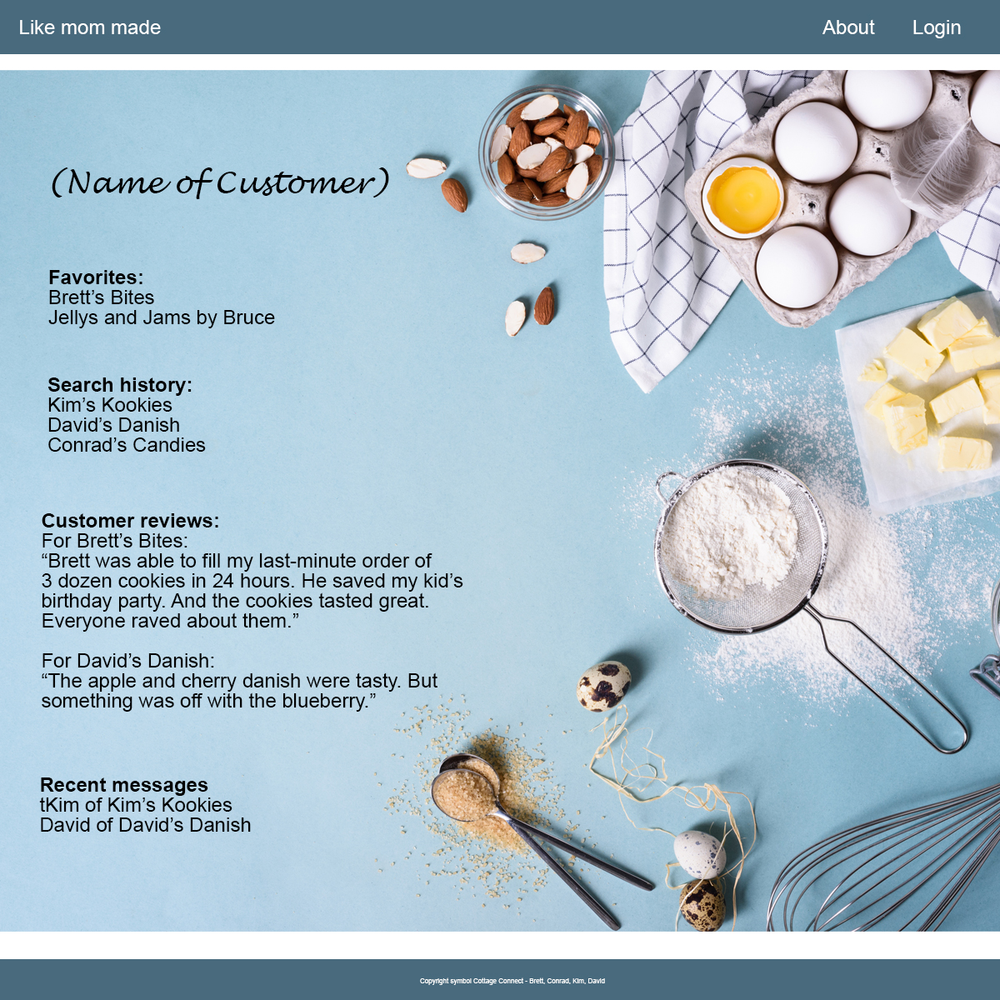 Like mom made
About
Login
(Name of Customer)
Favorites:
Brett’s Bites
Jellys and Jams by Bruce
Search history:
Kim’s Kookies
David’s Danish
Conrad’s Candies
Customer reviews:
For Brett’s Bites:
“Brett was able to fill my last-minute order of
3 dozen cookies in 24 hours. He saved my kid’s
birthday party. And the cookies tasted great.
Everyone raved about them.”
For David’s Danish:
“The apple and cherry danish were tasty. But
something was off with the blueberry.”
Recent messages
tKim of Kim’s Kookies
David of David’s Danish
Copyright symbol Cottage Connect - Brett, Conrad, Kim, David